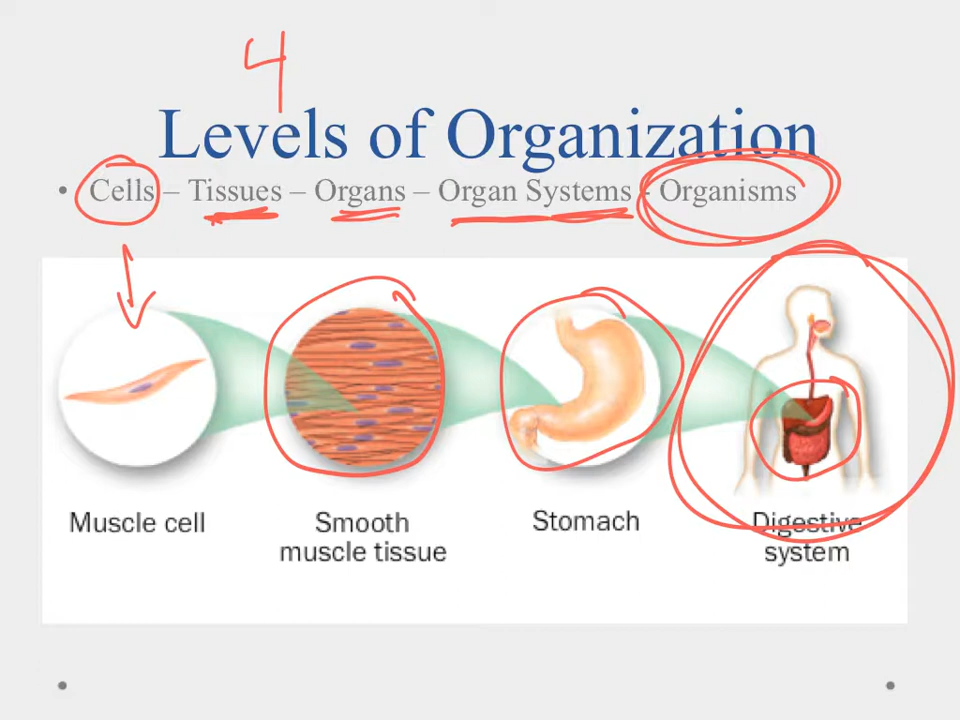 4
Levels of Organization
• Cells – Tissues – Organs – Organ Systems - Organisms
Muscle cell
Smooth
muscle tissue
Stomach
Digestive
system